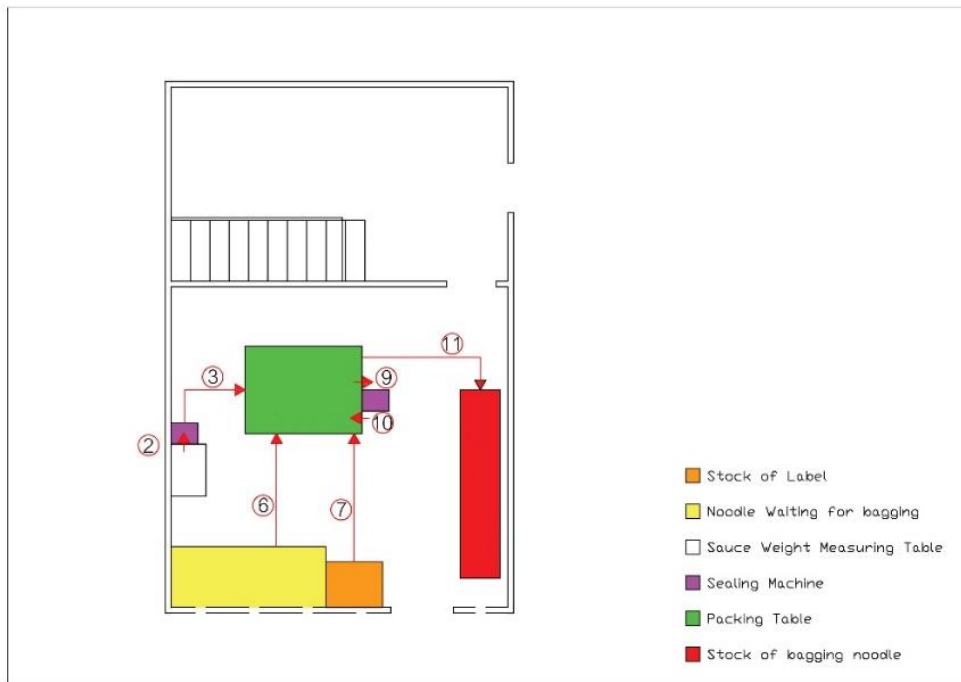 11
3
9
10
2
6
7
Stock of Label
Noodle Waiting for bagging
Sauce Weight Measuring Table
Sealing Machine
Packing Table
Stock of bagging noodle